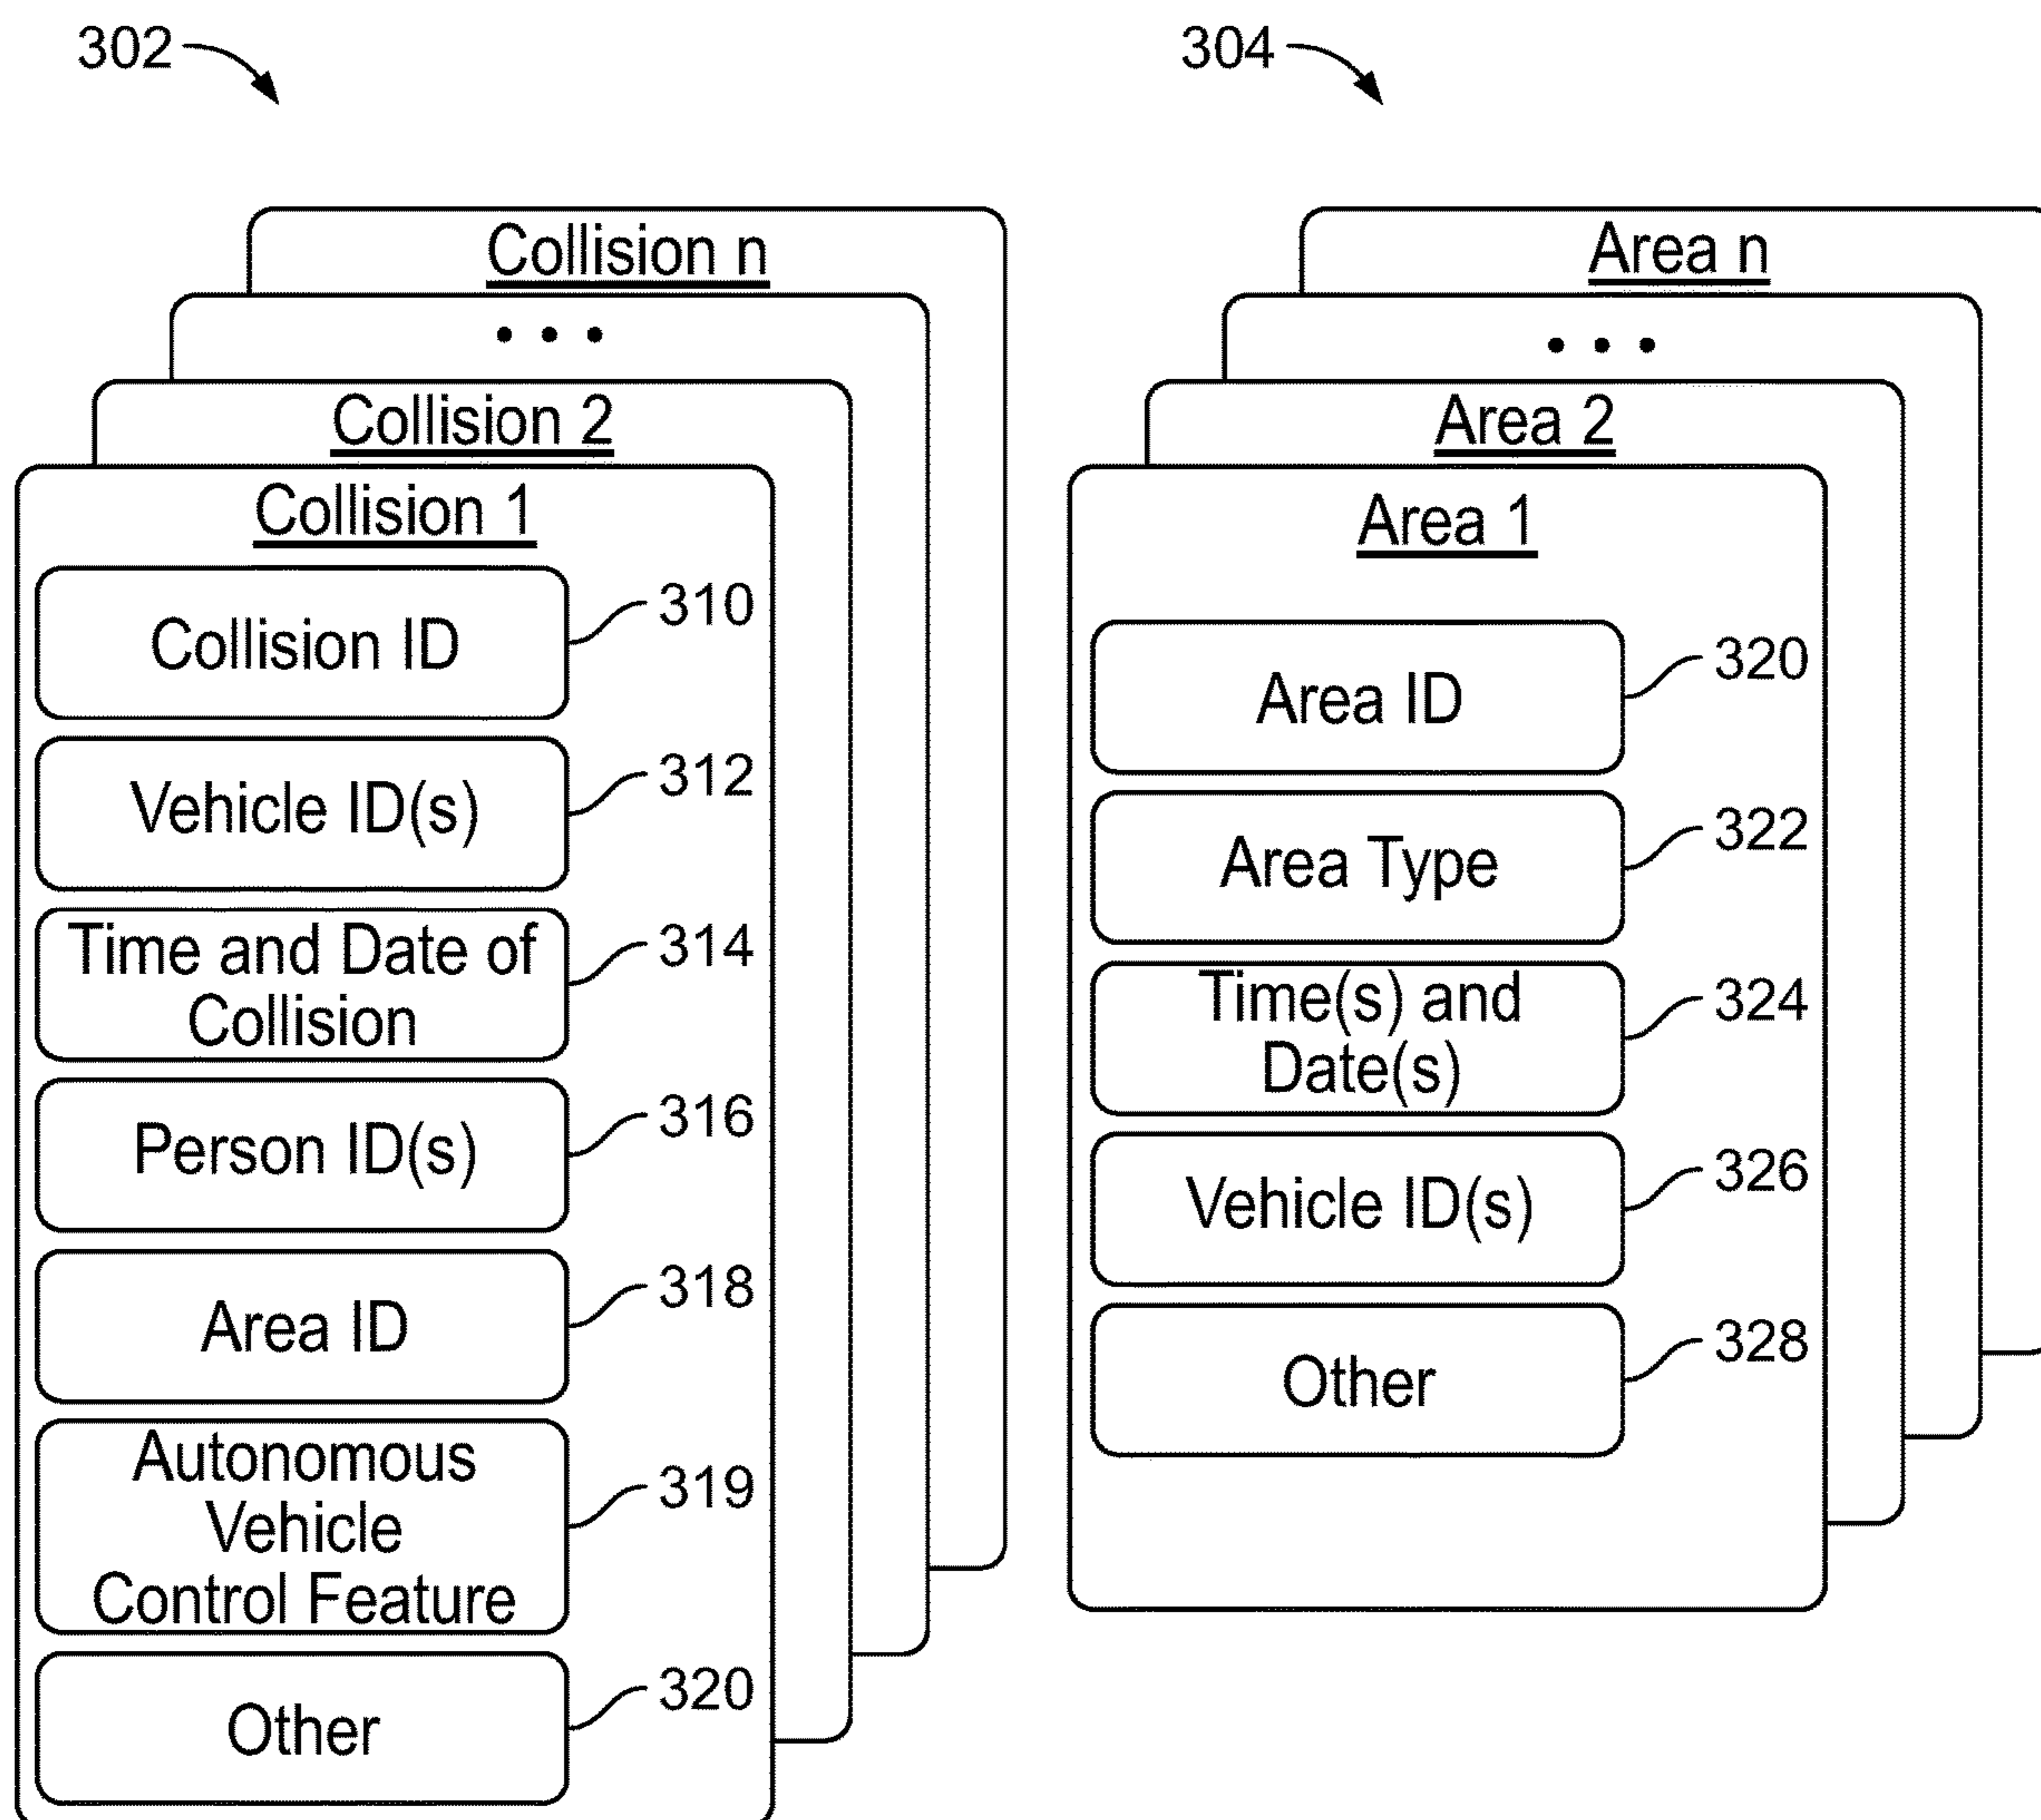 302
304
Collision n
• • •
Collision 2
Collision 1
Collision ID
310
Vehicle ID(s)
312
Time and Date of
Collision
314
Person ID(s)
316
Area ID
318
Autonomous
Vehicle
Control Feature
319
Other
320
Area n
• • •
Area 2
Area 1
Area ID
320
Area Type
322
Time(s) and
Date(s)
324
Vehicle ID(s)
326
Other
328